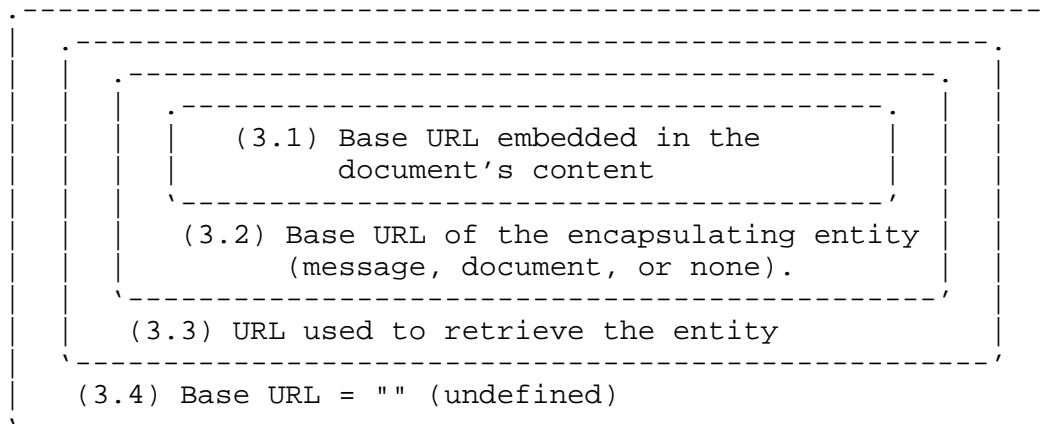 (3.1) Base URL embedded in the
document's content
(3.2) Base URL of the encapsulating entity
(message, document, or none).
(3.3) URL used to retrieve the entity
(3.4) Base URL = "" (undefined)